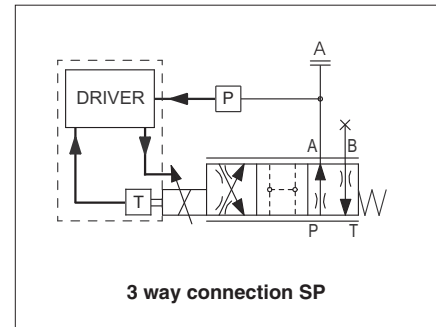 A
DRIVER
P
A B
T
P T
3 way connection SP